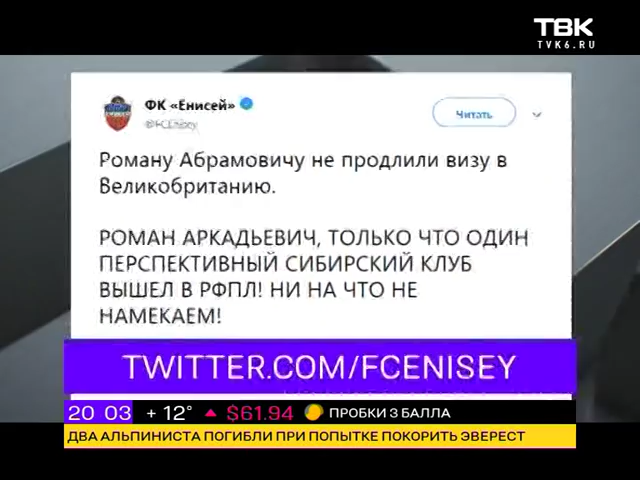 ТВК
TVK6.RU
ФК «Енисей»
@FCEnisey
Читать
Роману Абрамовичу не продлили визу в
Великобританию.
РОМАН АРКАДЬЕВИЧ, ТОЛЬКО ЧТО ОДИН
ПЕРСПЕКТИВНЫЙ СИБИРСКИЙ КЛУБ
ВЫШЕЛ В РФПЛ! НИ НА ЧТО НЕ
НАМЕКАЕМ!
TWITTER.COM/FCENISEY
20 03 + 12° ▲ $61.94 ПРОБКИ 3 БАЛЛА
ДВА АЛЬПИНИСТА ПОГИБЛИ ПРИ ПОПЫТКЕ ПОКОРИТЬ ЭВЕРЕСТ